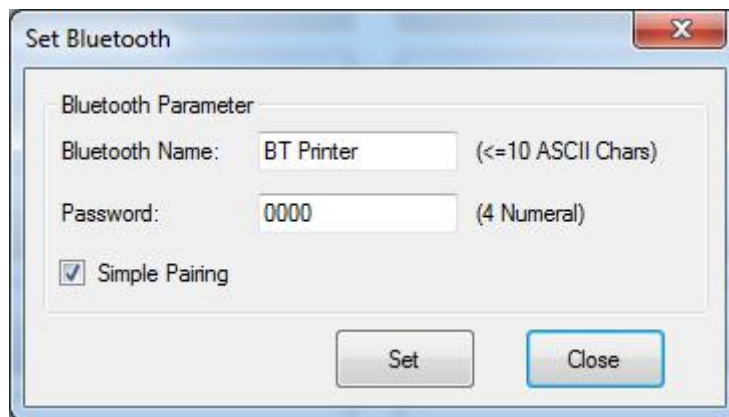 Set Bluetooth
Bluetooth Parameter
Bluetooth Name: BT Printer (<=10 ASCII Chars)
Password: 0000 (4 Numeral)
Simple Pairing
Set Close